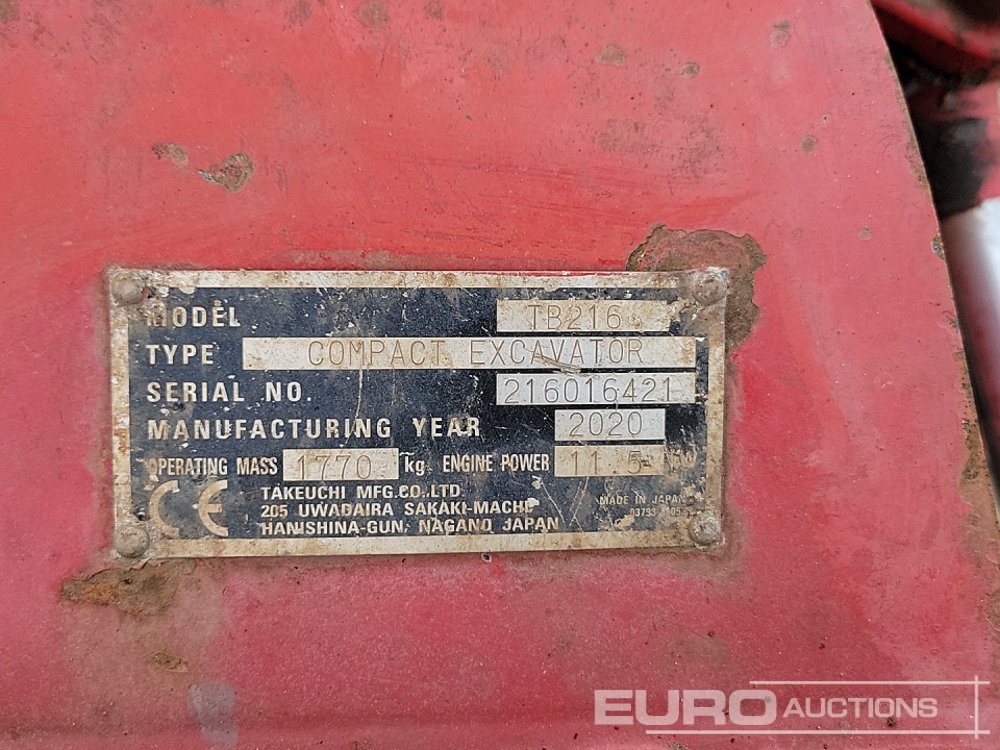 MODEL TB216
TYPE COMPACT EXCAVATOR
SERIAL NO. 216016421
MANUFACTURING YEAR 2020
OPERATING MASS 1770 kg ENGINE POWER 11.5 kW
CE
TAKEUCHI MFG.CO.,LTD.
205 UWADAIRA SAKAKI-MACHI
HANISHINA-GUN, NAGANO JAPAN
MADE IN JAPAN
EURO AUCTIONS